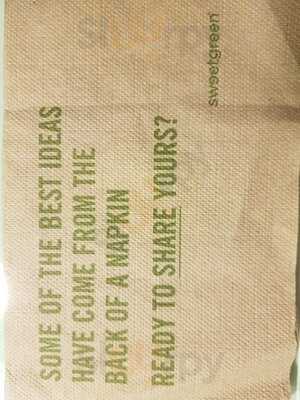 SOME OF THE BEST IDEAS
HAVE COME FROM THE
BACK OF A NAPKIN
READY TO SHARE YOURS?
sweetgreen